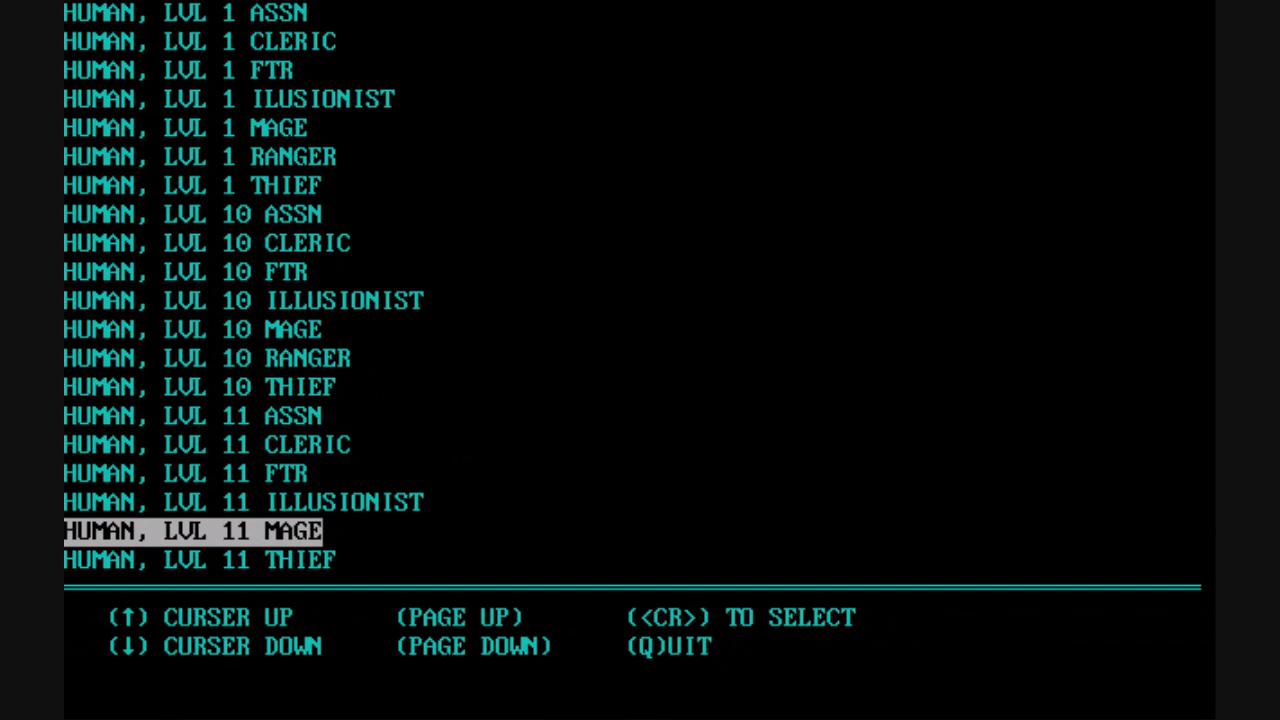 HUMAN, LVL 1 ASSN
HUMAN, LVL 1 CLERIC
HUMAN, LVL 1 FTR
HUMAN, LVL 1 ILUSIONIST
HUMAN, LVL 1 MAGE
HUMAN, LVL 1 RANGER
HUMAN, LVL 1 THIEF
HUMAN, LVL 10 ASSN
HUMAN, LVL 10 CLERIC
HUMAN, LVL 10 FTR
HUMAN, LVL 10 ILLUSIONIST
HUMAN, LVL 10 MAGE
HUMAN, LVL 10 RANGER
HUMAN, LVL 10 THIEF
HUMAN, LVL 11 ASSN
HUMAN, LVL 11 CLERIC
HUMAN, LVL 11 FTR
HUMAN, LVL 11 ILLUSIONIST
HUMAN, LVL 11 MAGE
HUMAN, LVL 11 THIEF
(↑) CURSER UP (PAGE UP) (<CR>) TO SELECT
(↓) CURSER DOWN (PAGE DOWN) (Q)UIT